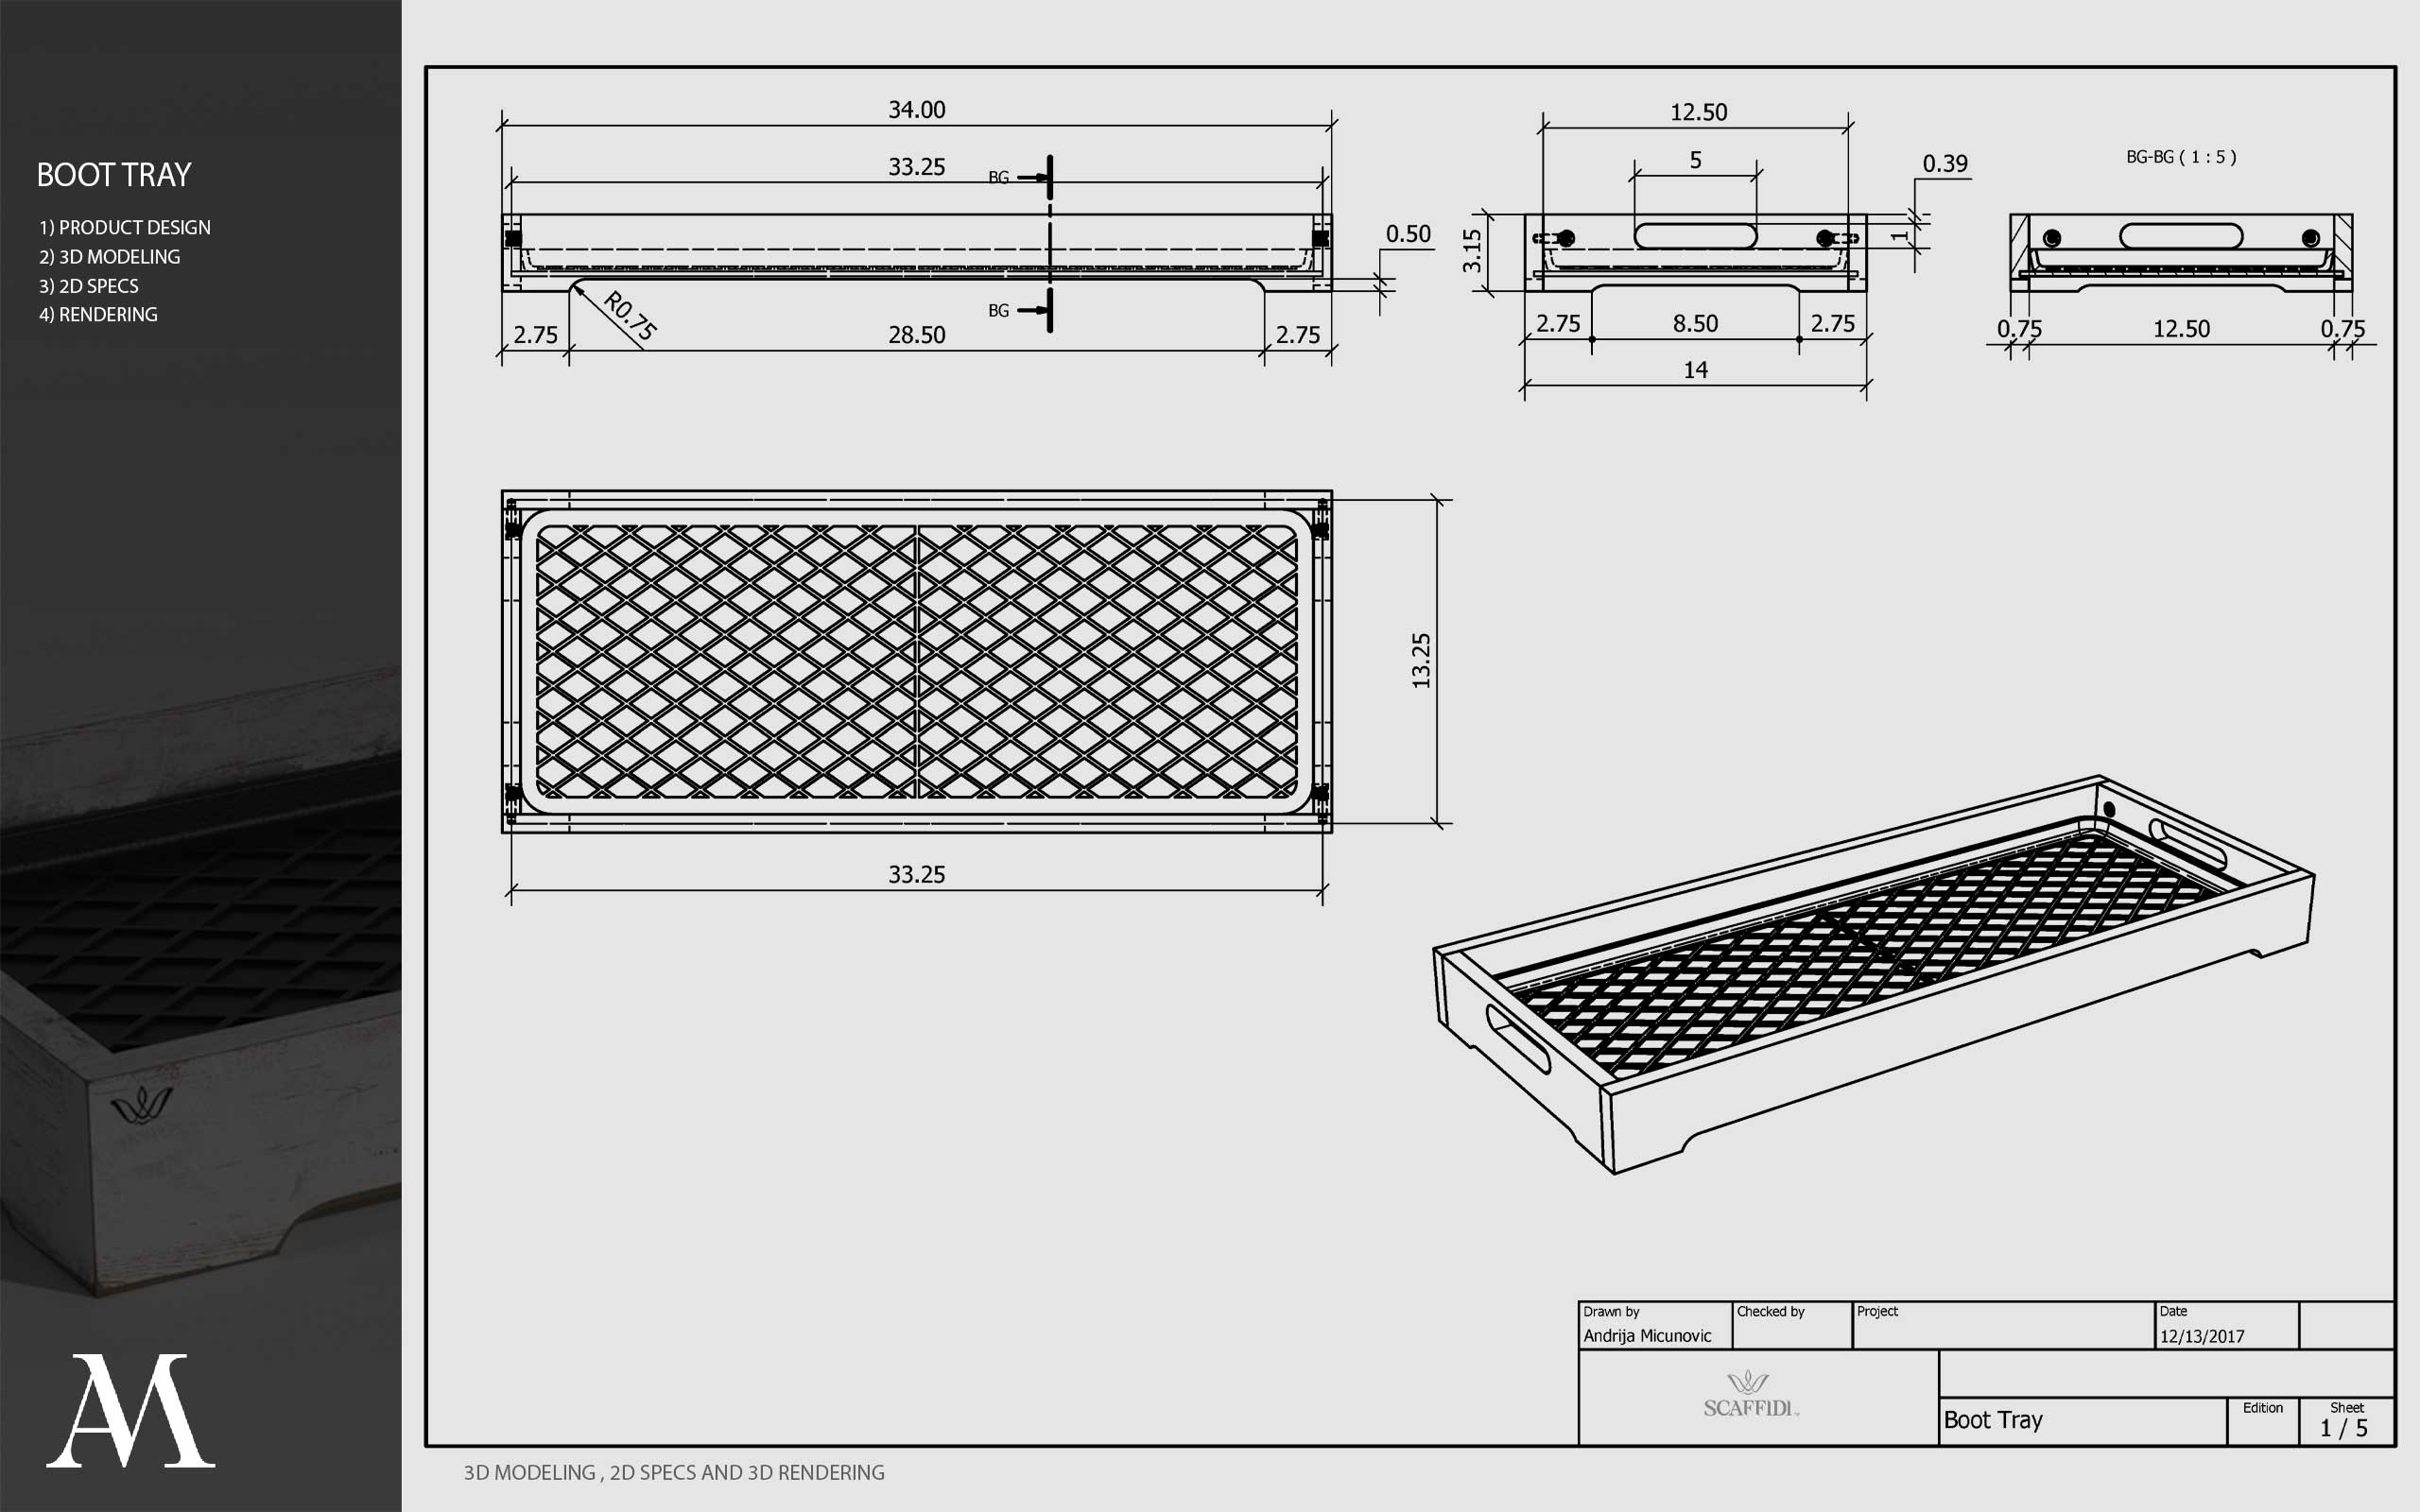 BOOT TRAY
1) PRODUCT DESIGN
2) 3D MODELING
3) 2D SPECS
4) RENDERING
AM
34.00
33.25
BG
0.50
BG
R0.75
2.75
28.50
2.75
12.50
5
0.39
1
3.15
2.75
8.50
2.75
14
BG-BG ( 1 : 5 )
0.75
12.50
0.75
13.25
33.25
Drawn by
Andrija Micunovic
Checked by
Project
Date
12/13/2017
SCAFFIDI
Boot Tray
Edition
Sheet
1 / 5
3D MODELING , 2D SPECS AND 3D RENDERING